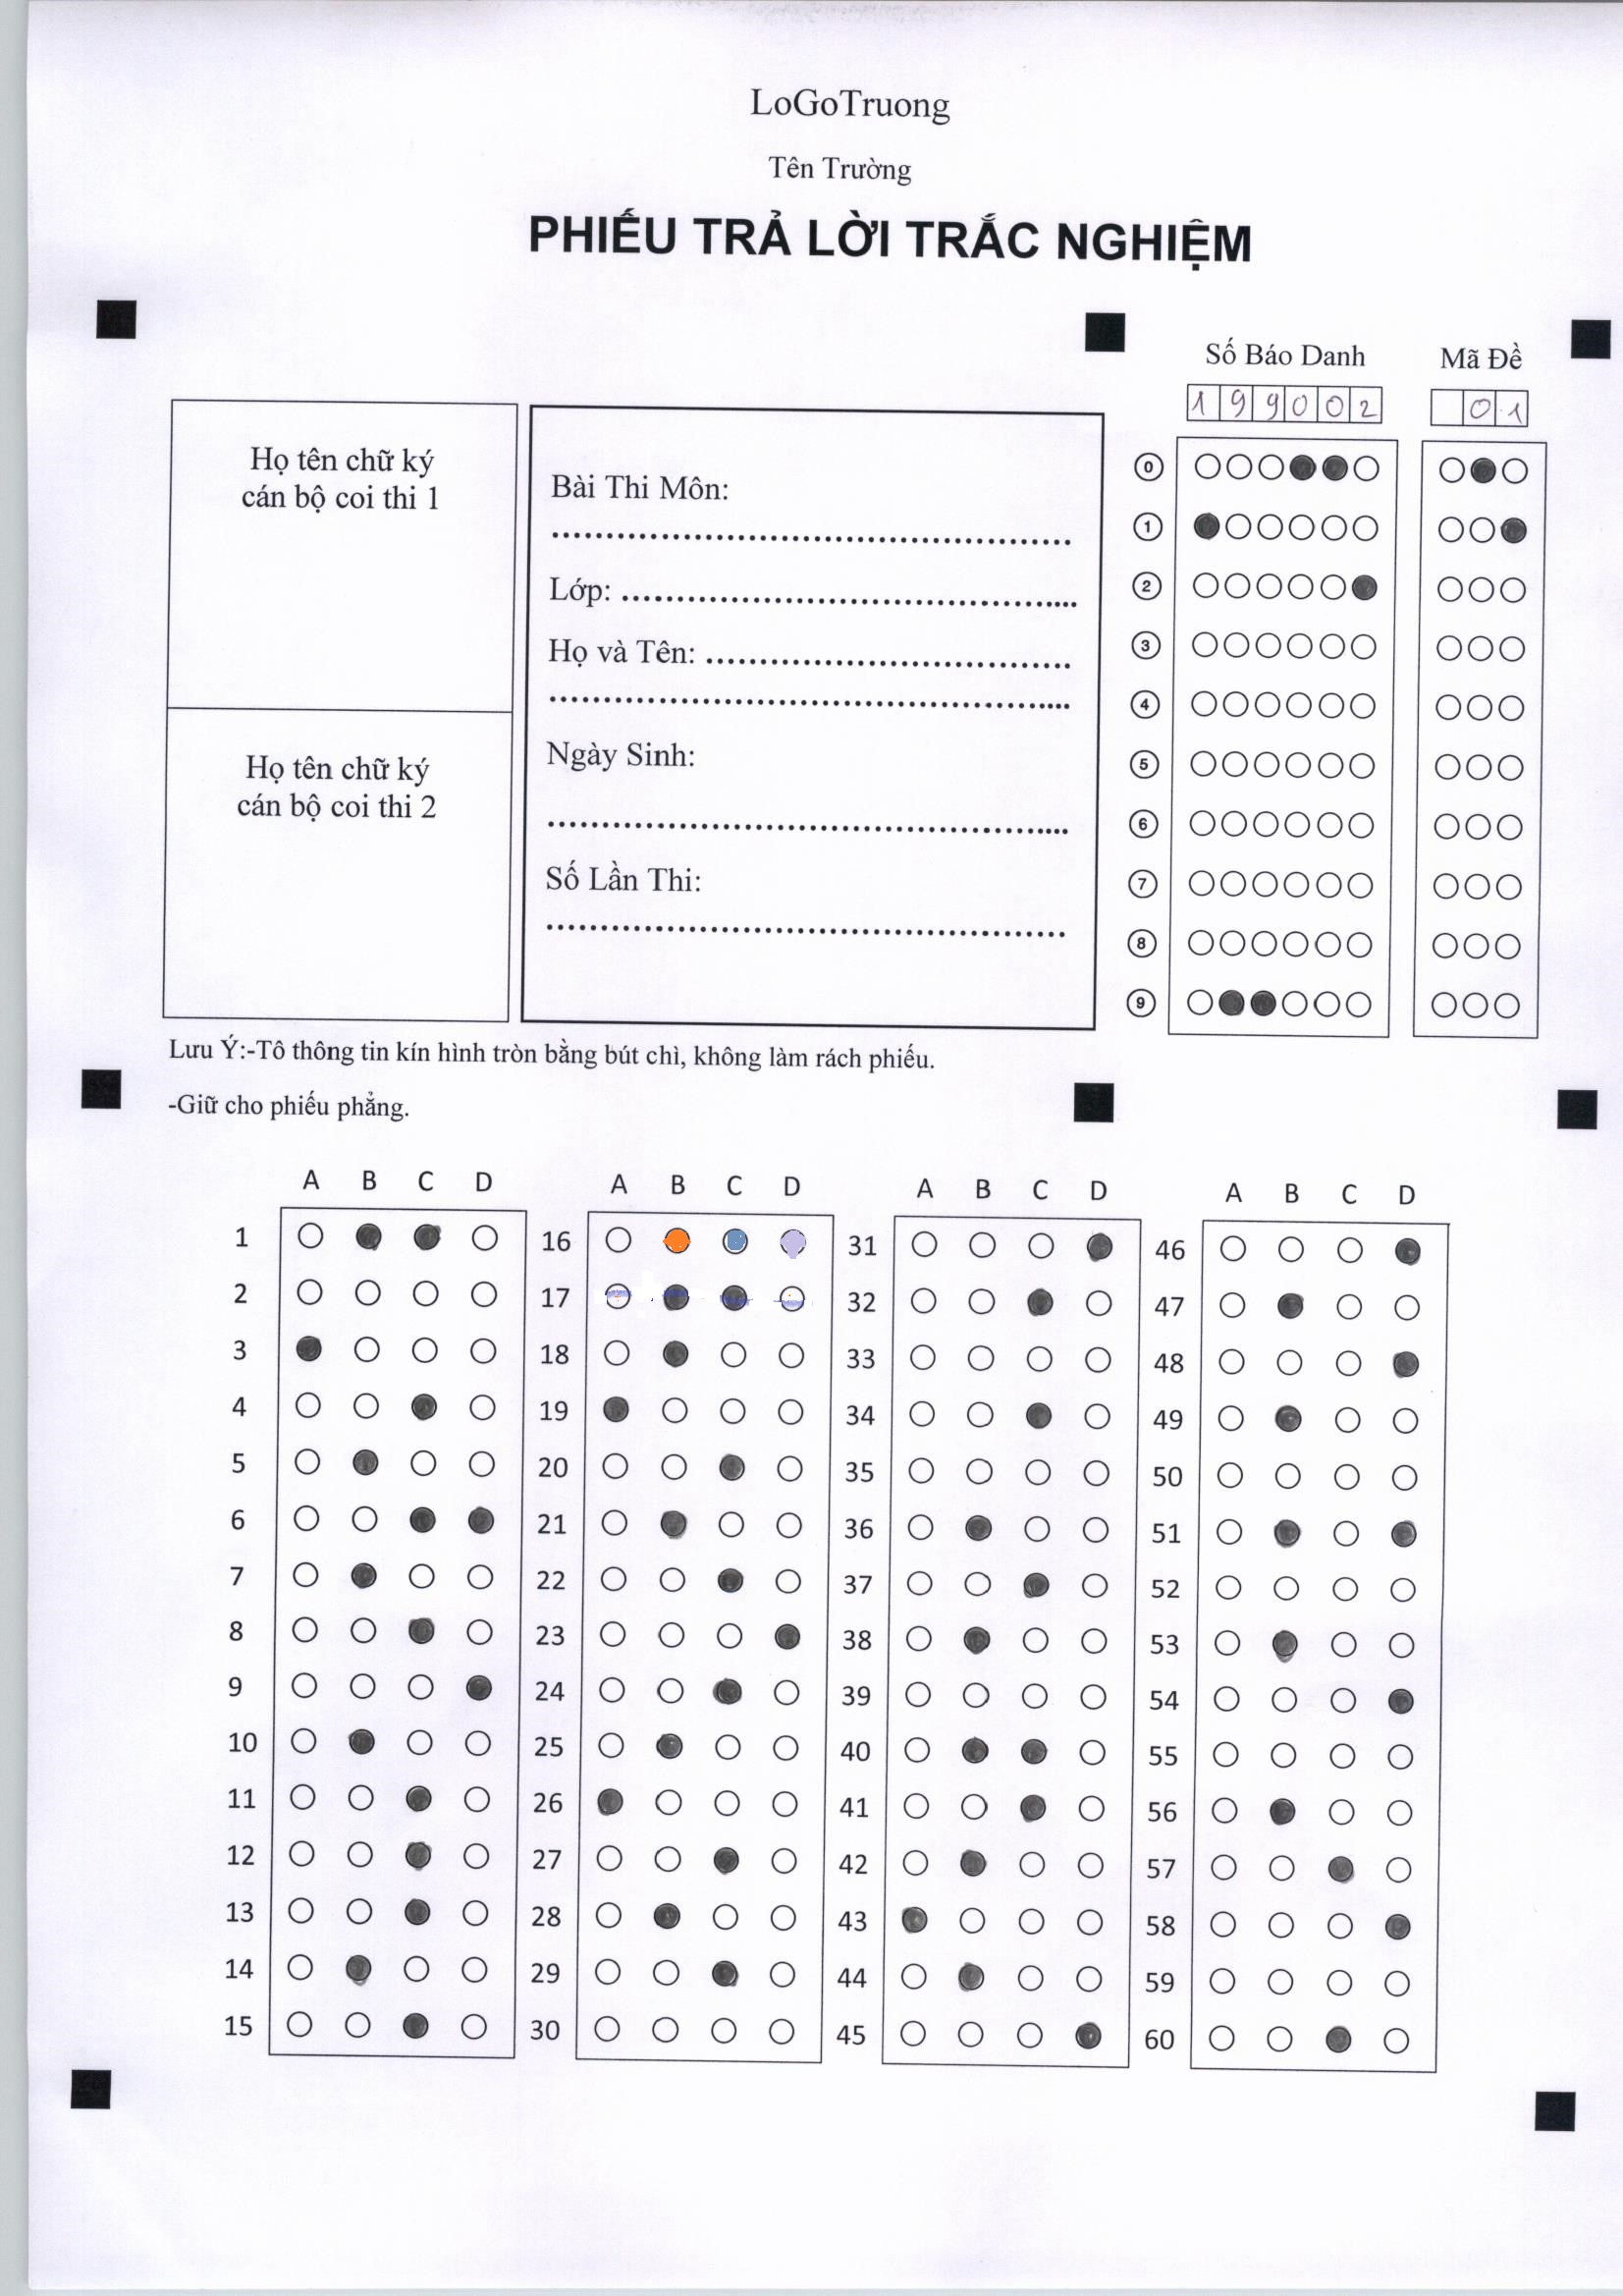 LoGoTruong
Tên Trường
PHIẾU TRẢ LỜI TRẮC NGHIỆM
Số Báo Danh Mã Đề
1 9 9 0 0 2 0 1
Họ tên chữ ký
cán bộ coi thi 1
Họ tên chữ ký
cán bộ coi thi 2
Bài Thi Môn:
Lớp:
Họ và Tên:
Ngày Sinh:
Số Lần Thi:
0
1
2
3
4
5
6
7
8
9
Lưu Ý:-Tô thông tin kín hình tròn bằng bút chì, không làm rách phiếu.
-Giữ cho phiếu phẳng.
A B C D A B C D A B C D A B C D
1 16 31 46
2 17 32 47
3 18 33 48
4 19 34 49
5 20 35 50
6 21 36 51
7 22 37 52
8 23 38 53
9 24 39 54
10 25 40 55
11 26 41 56
12 27 42 57
13 28 43 58
14 29 44 59
15 30 45 60